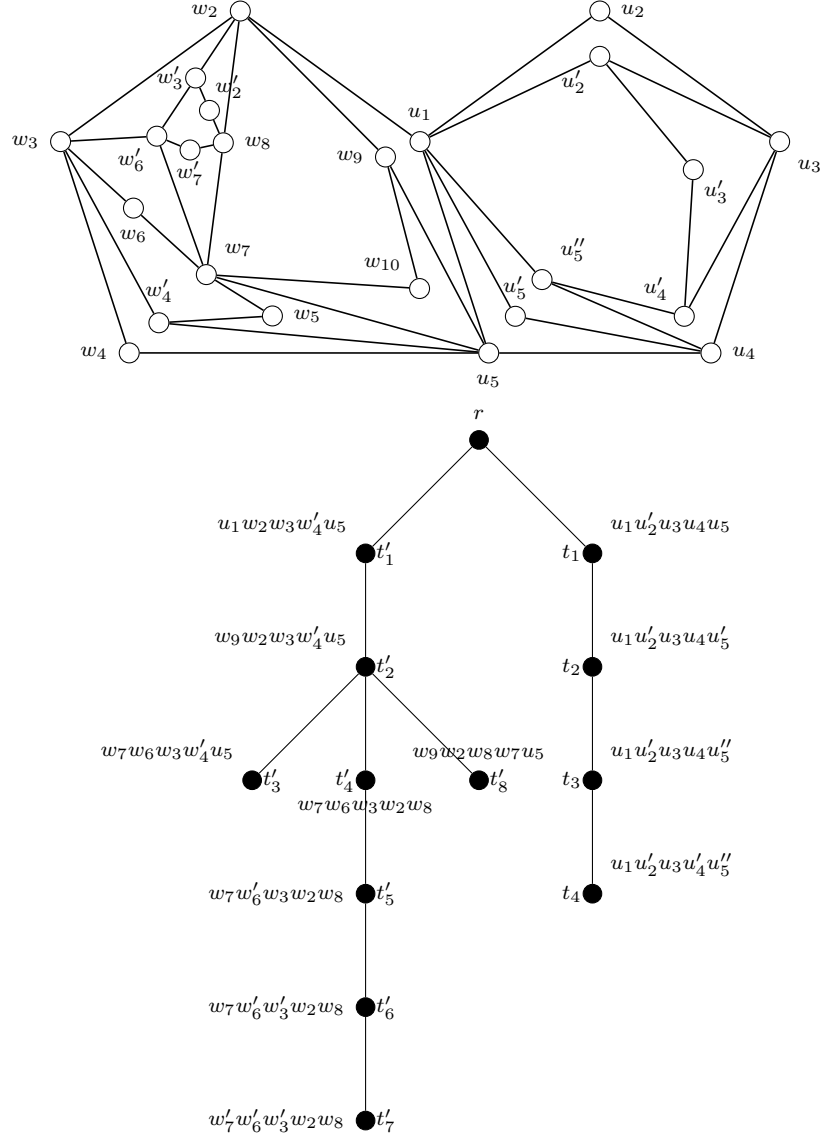 w₂
u₂
w₃′
w₂′
u₂′
u₁
w₃
w₆′
w₈
w₇′
w₉
u₃
u₃′
w₆
w₇
w₁₀
u₅″
w₄′
u₅′
u₄′
w₅
w₄
u₄
u₅
r
u₁w₂w₃w₄′u₅
u₁u₂′u₃u₄u₅
t₁′
t₁
w₉w₂w₃w₄′u₅
u₁u₂′u₃u₄u₅′
t₂′
t₂
w₇w₆w₃w₄′u₅
w₉w₂w₈w₇u₅
u₁u₂′u₃u₄u₅″
t₃′
t₄′
t₈′
t₃
w₇w₆w₃w₂w₈
u₁u₂′u₃u₄′u₅″
w₇w₆′w₃w₂w₈
t₅′
t₄
w₇w₆′w₃′w₂w₈
t₆′
w₇′w₆′w₃′w₂w₈
t₇′